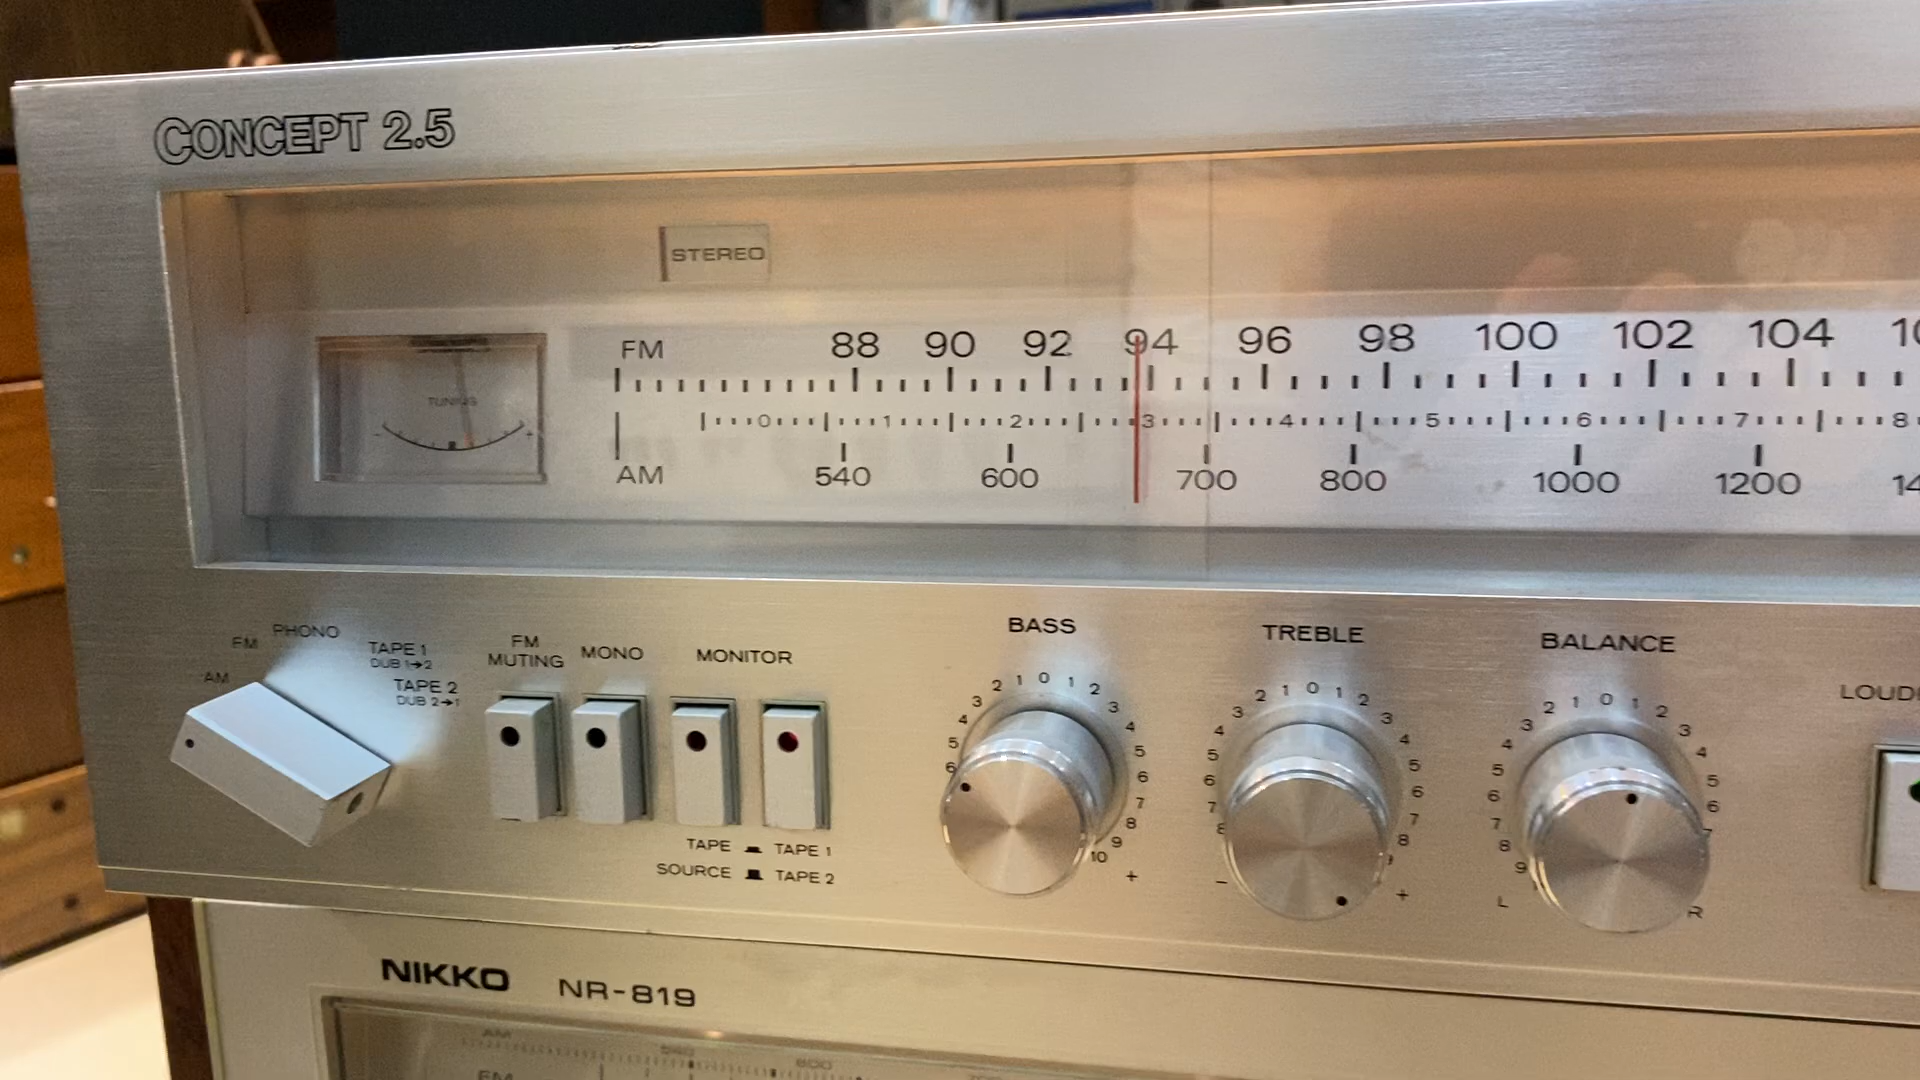 CONCEPT 2.5
STEREO
TUNING
- +
FM 88 90 92 94 96 98 100 102 104
0 1 2 3 4 5 6 7 8
AM 540 600 700 800 1000 1200
PHONO
FM
AM
TAPE 1
DUB 1→2
TAPE 2
DUB 2→1
FM
MUTING
MONO
MONITOR
TAPE TAPE 1
SOURCE TAPE 2
BASS
6 5 4 3 2 1 0 1 2 3 4 5 6 7 8 9 10
+
TREBLE
8 7 6 5 4 3 2 1 0 1 2 3 4 5 6 7 8
- +
BALANCE
9 8 7 6 5 4 3 2 1 0 1 2 3 4 5 6 7
L R
NIKKO NR-819
AM
540 600
FM